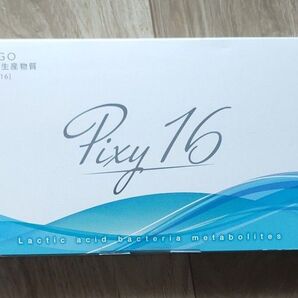 GO
生産物質
16]
Pixy 16
Lactic acid bacteria metabolites